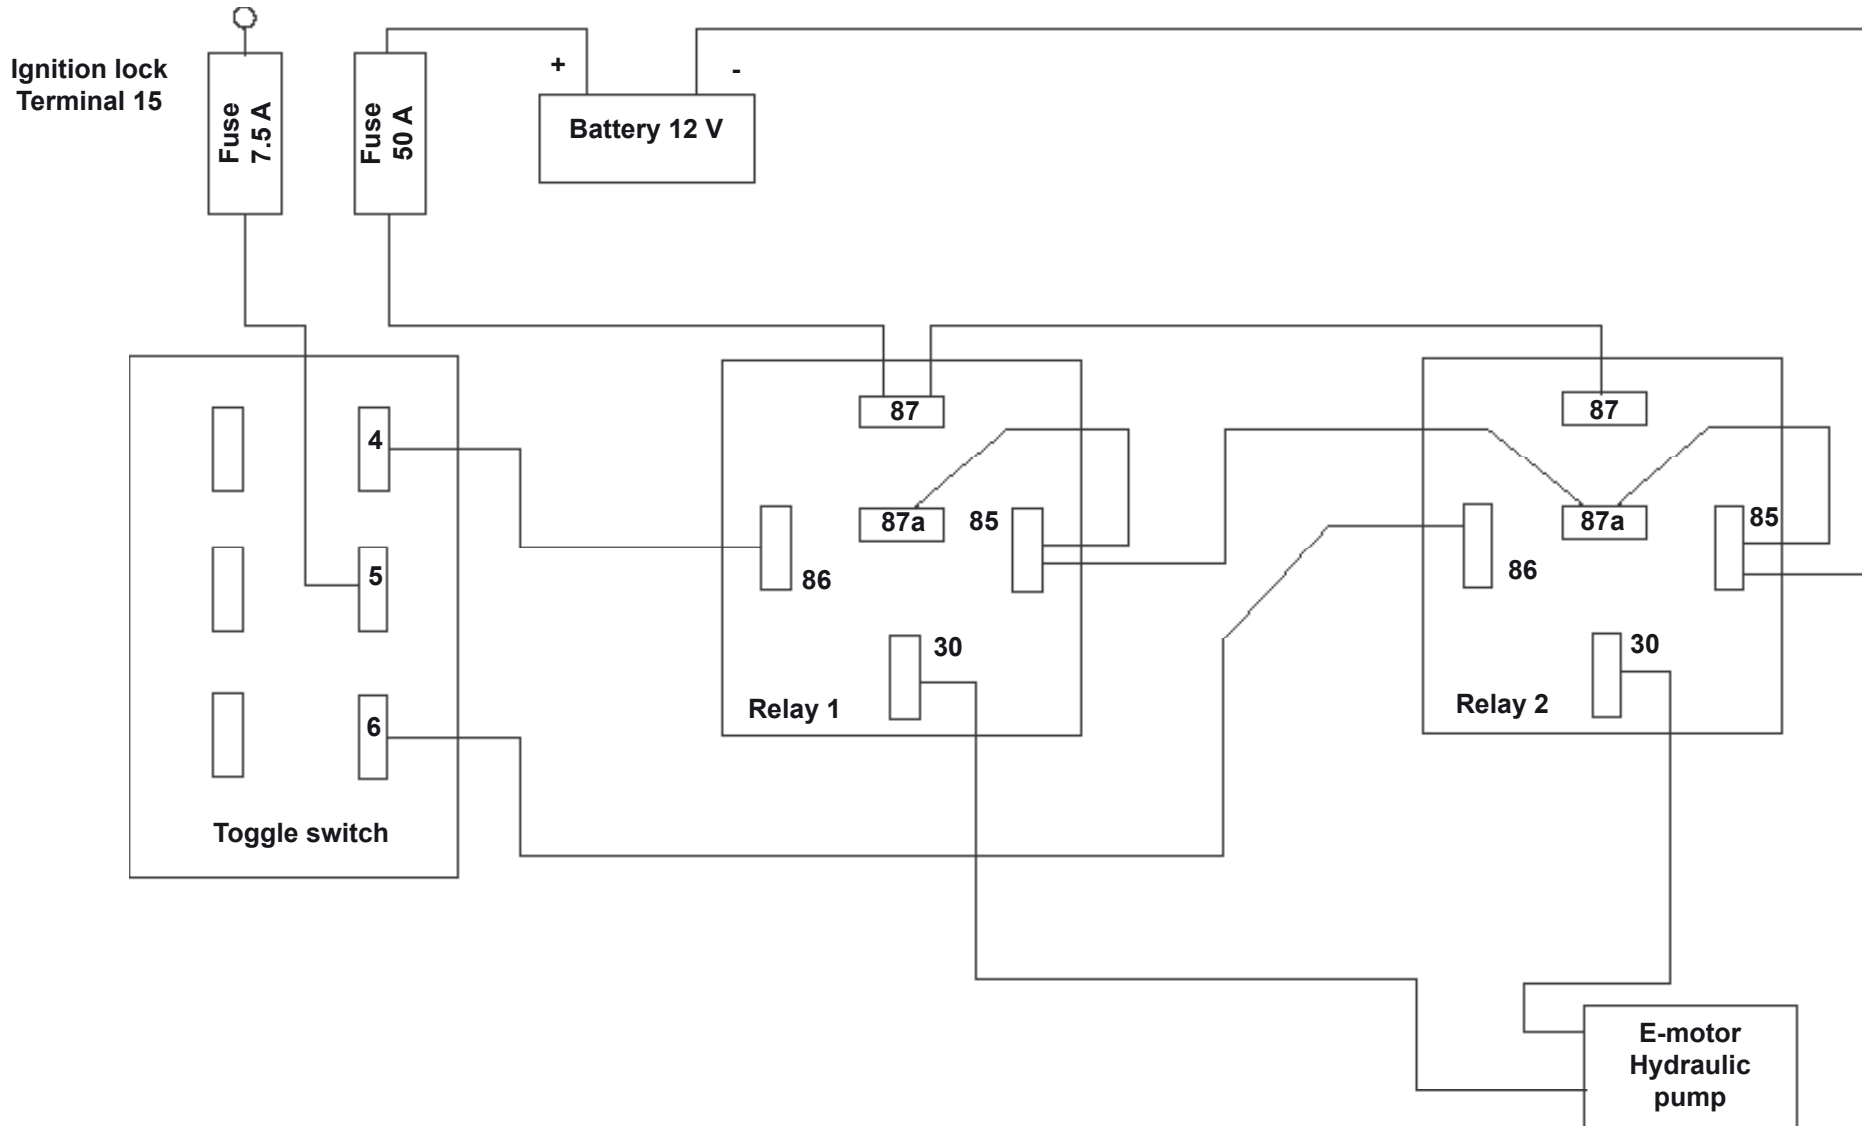 Ignition lock
Terminal 15
Fuse
7.5 A
Fuse
50 A
+
-
Battery 12 V
4
5
6
Toggle switch
87
87a
85
86
30
Relay 1
87
87a
85
86
30
Relay 2
E-motor
Hydraulic
pump